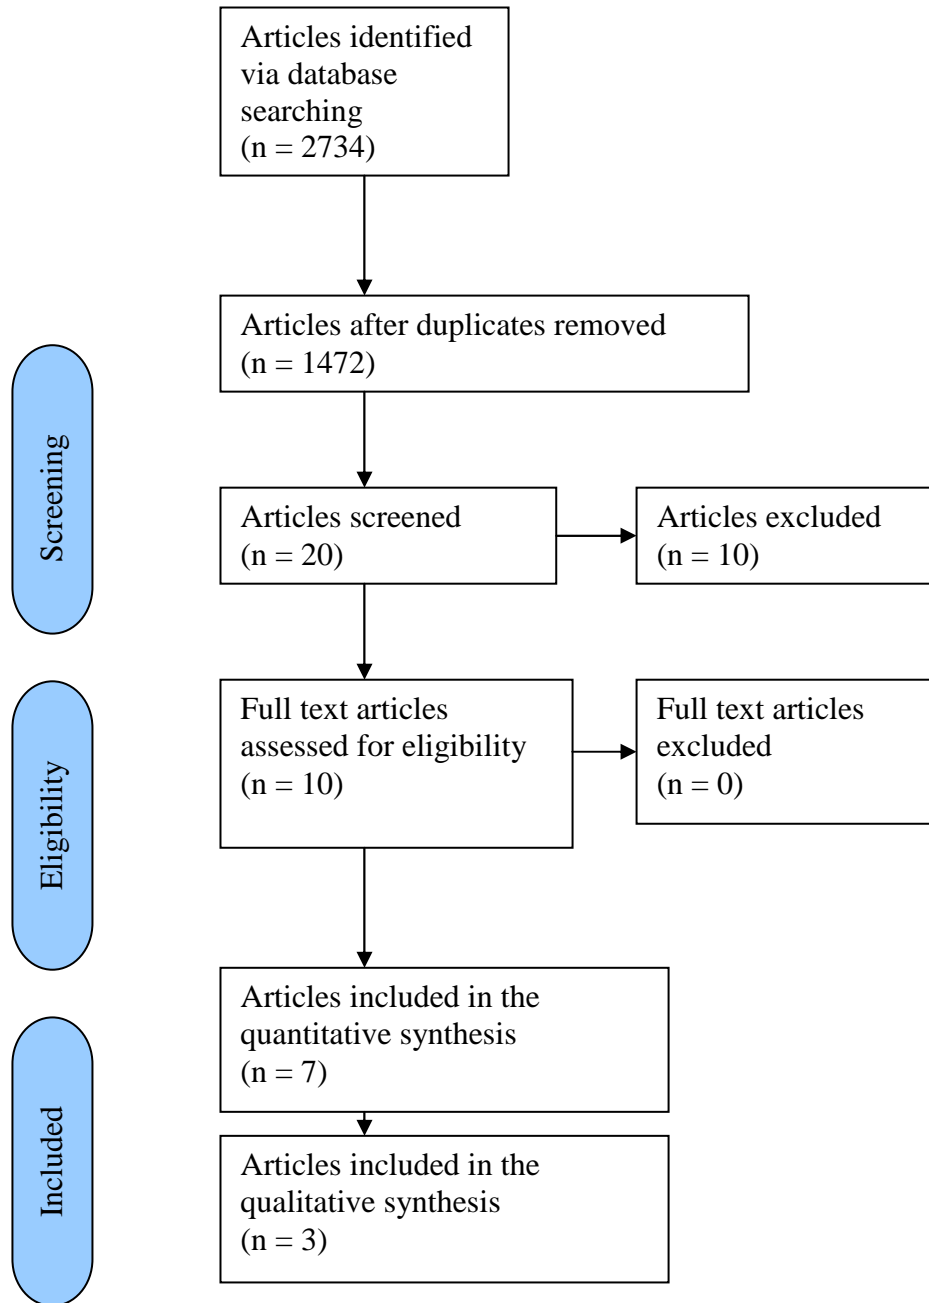 Articles identified
via database
searching
(n = 2734)
Articles after duplicates removed
(n = 1472)
Screening
Articles screened
(n = 20)
Articles excluded
(n = 10)
Eligibility
Full text articles
assessed for eligibility
(n = 10)
Full text articles
excluded
(n = 0)
Included
Articles included in the
quantitative synthesis
(n = 7)
Articles included in the
qualitative synthesis
(n = 3)